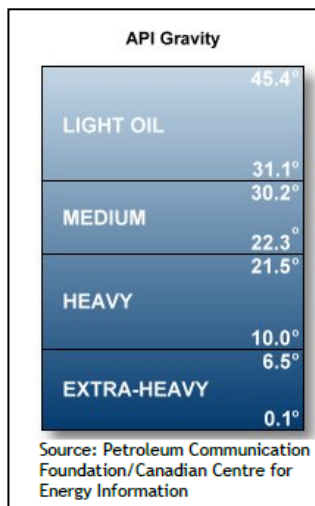 API Gravity
45.4°
LIGHT OIL
31.1°
30.2°
MEDIUM
22.3°
21.5°
HEAVY
10.0°
6.5°
EXTRA-HEAVY
0.1°
Source: Petroleum Communication
Foundation/Canadian Centre for
Energy Information